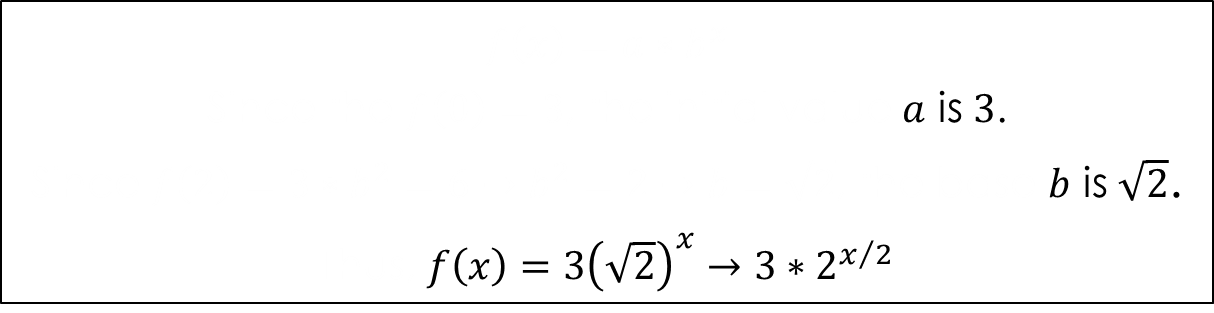 a is 3.
b is √2.
f(x) = 3(√2)^x → 3 * 2^{x/2}